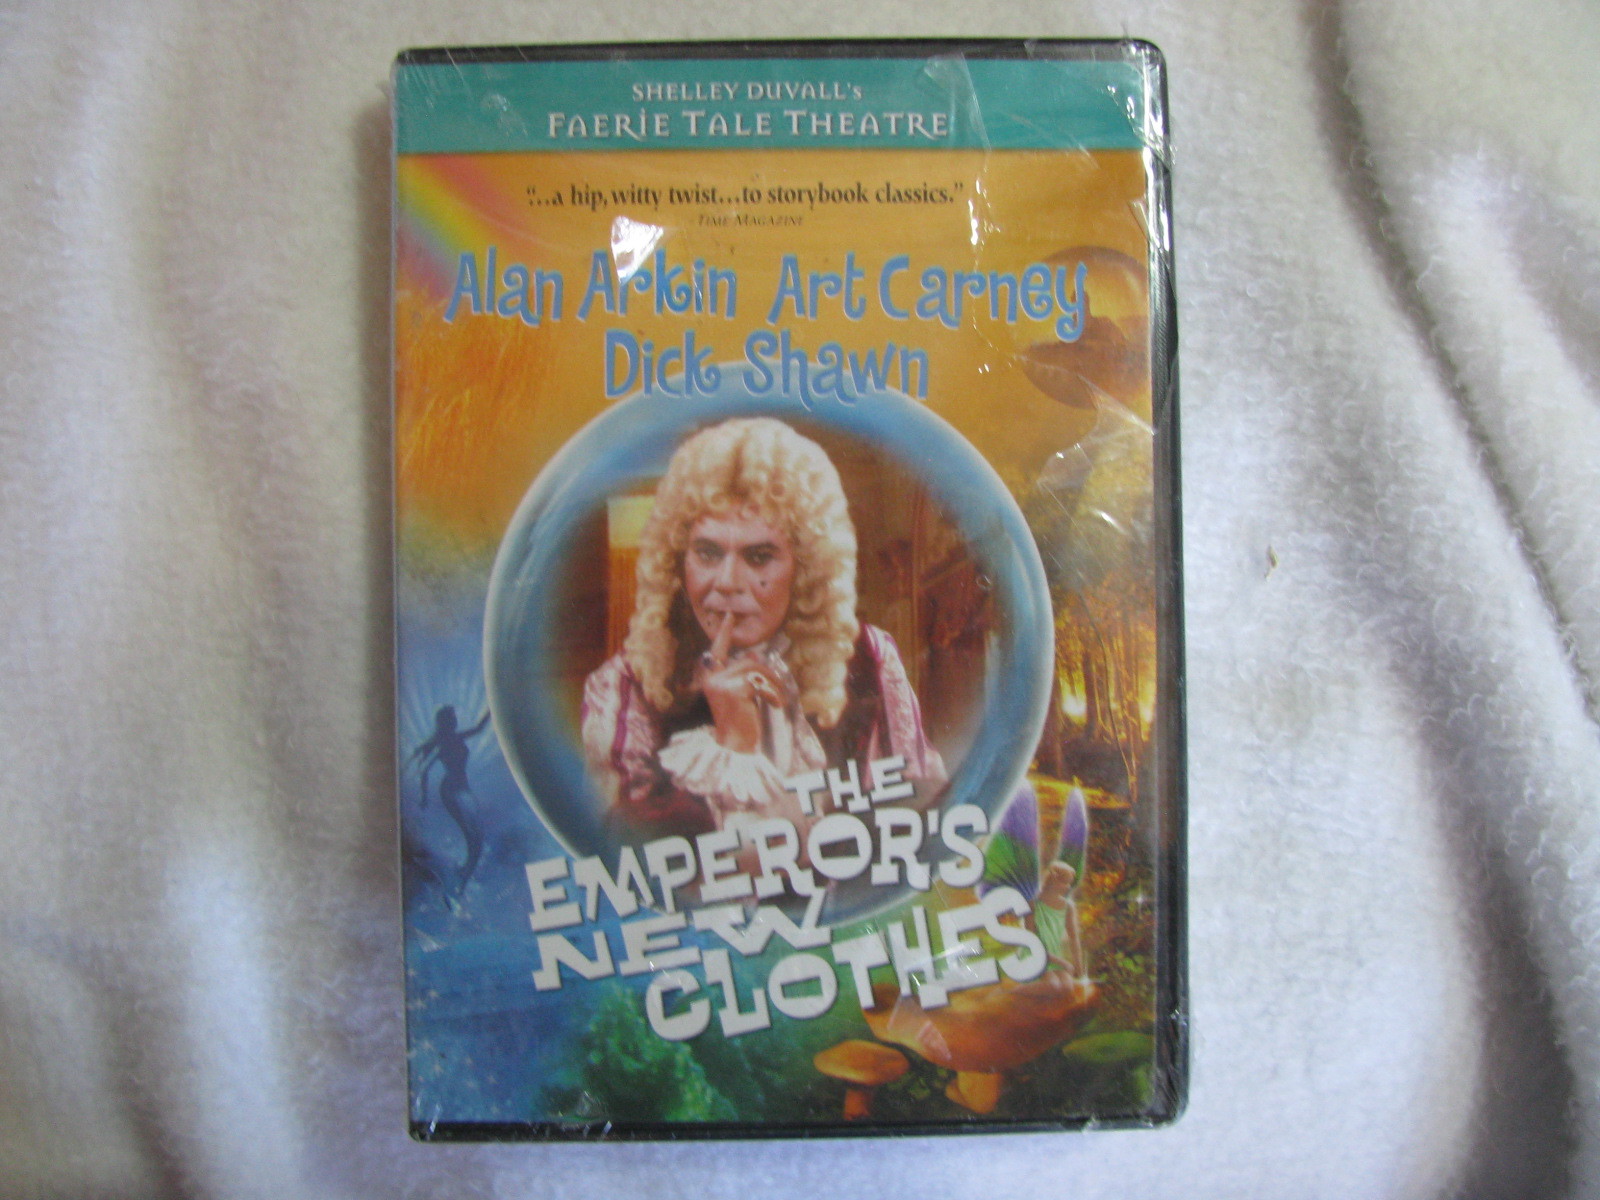 SHELLEY DUVALL's
FAERiE TALE THEATRE
"...a hip, witty twist...to storybook classics."
-TIME MAGAZINE
Alan Arkin Art Carney
Dick Shawn
THE
EMPEROR'S
NEW
CLOTHES